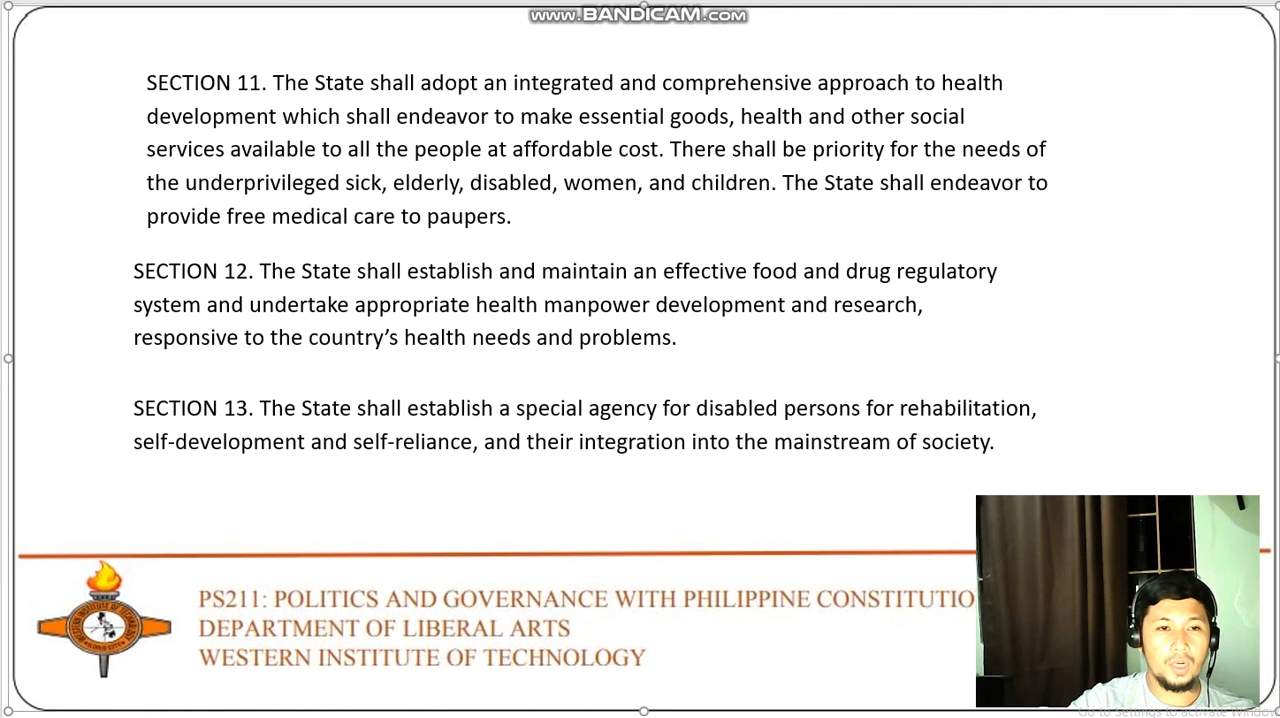 www.BANDICAM.com
SECTION 11. The State shall adopt an integrated and comprehensive approach to health
development which shall endeavor to make essential goods, health and other social
services available to all the people at affordable cost. There shall be priority for the needs of
the underprivileged sick, elderly, disabled, women, and children. The State shall endeavor to
provide free medical care to paupers.
SECTION 12. The State shall establish and maintain an effective food and drug regulatory
system and undertake appropriate health manpower development and research,
responsive to the country’s health needs and problems.
SECTION 13. The State shall establish a special agency for disabled persons for rehabilitation,
self-development and self-reliance, and their integration into the mainstream of society.
PS211: POLITICS AND GOVERNANCE WITH PHILIPPINE CONSTITUTIO
DEPARTMENT OF LIBERAL ARTS
WESTERN INSTITUTE OF TECHNOLOGY
Go to Settings to activate Window